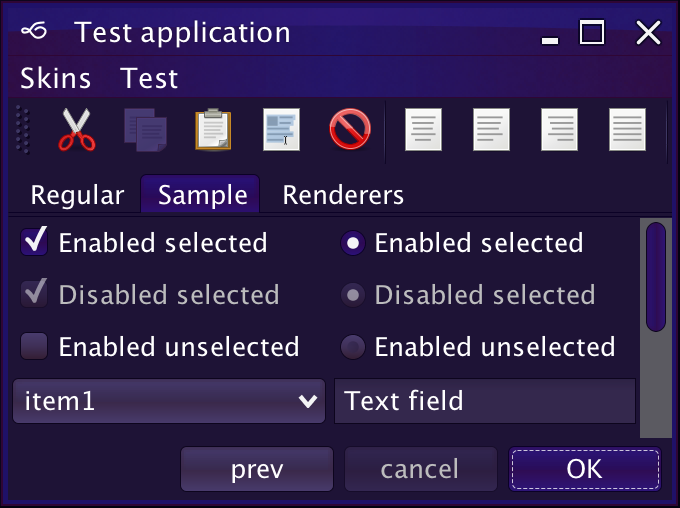 Test application
Skins Test
Regular Sample Renderers
Enabled selected Enabled selected
Disabled selected Disabled selected
Enabled unselected Enabled unselected
item1 Text field
prev cancel OK